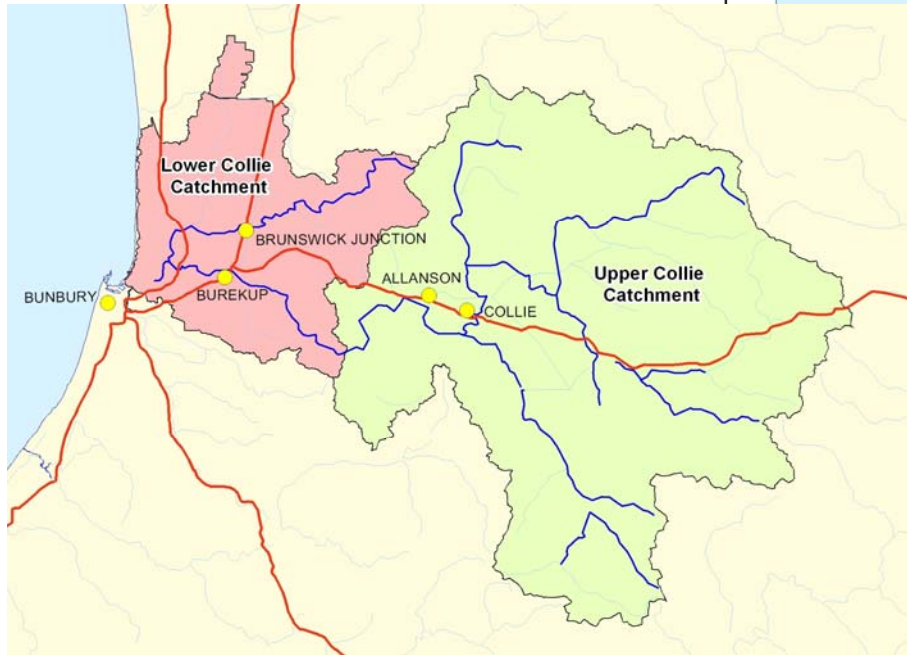 Lower Collie
Catchment
BRUNSWICK JUNCTION
ALLANSON
Upper Collie
Catchment
BUNBURY
BUREKUP
COLLIE